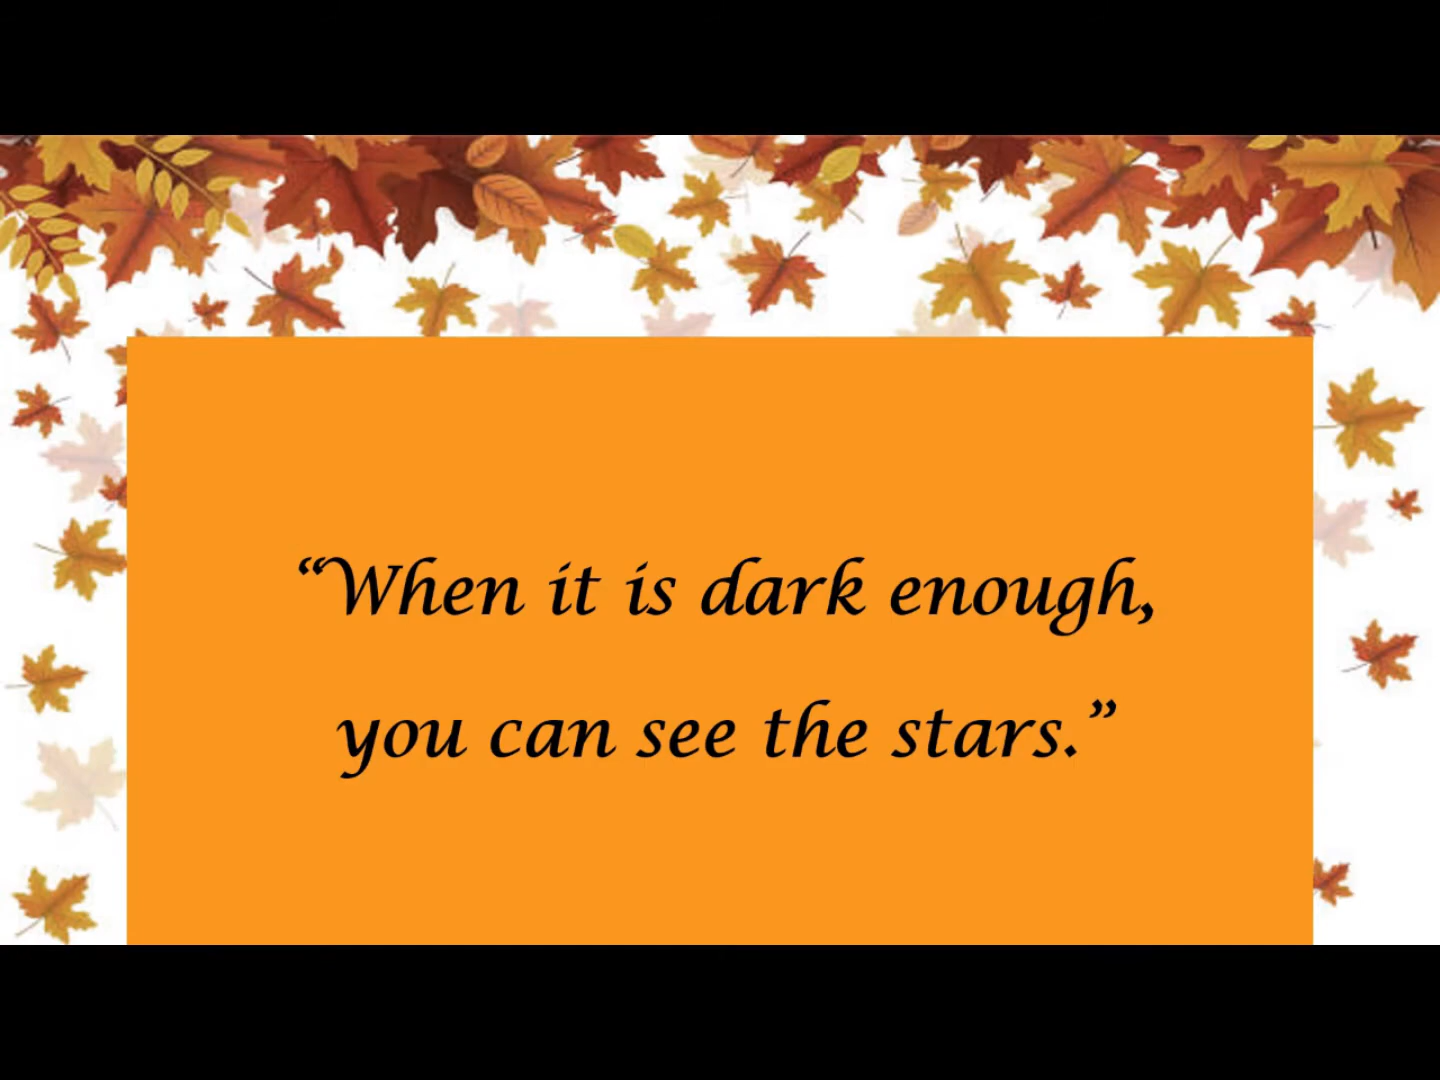 “When it is dark enough,
you can see the stars.”